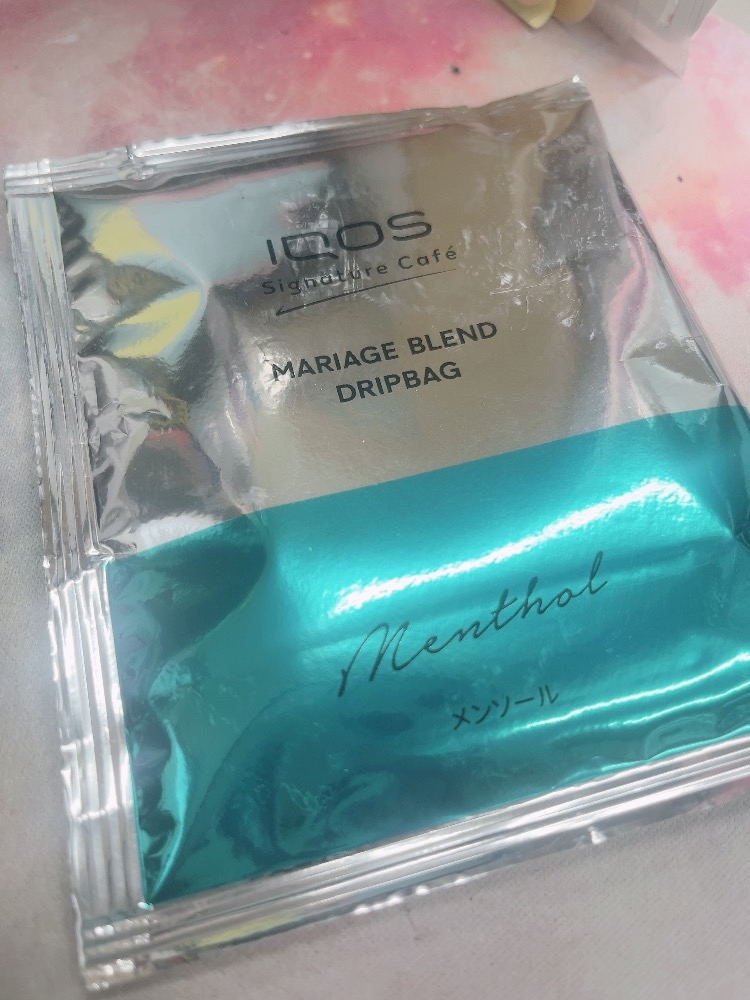 IQOS
Signature Café
MARIAGE BLEND
DRIPBAG
Menthol
メンソール